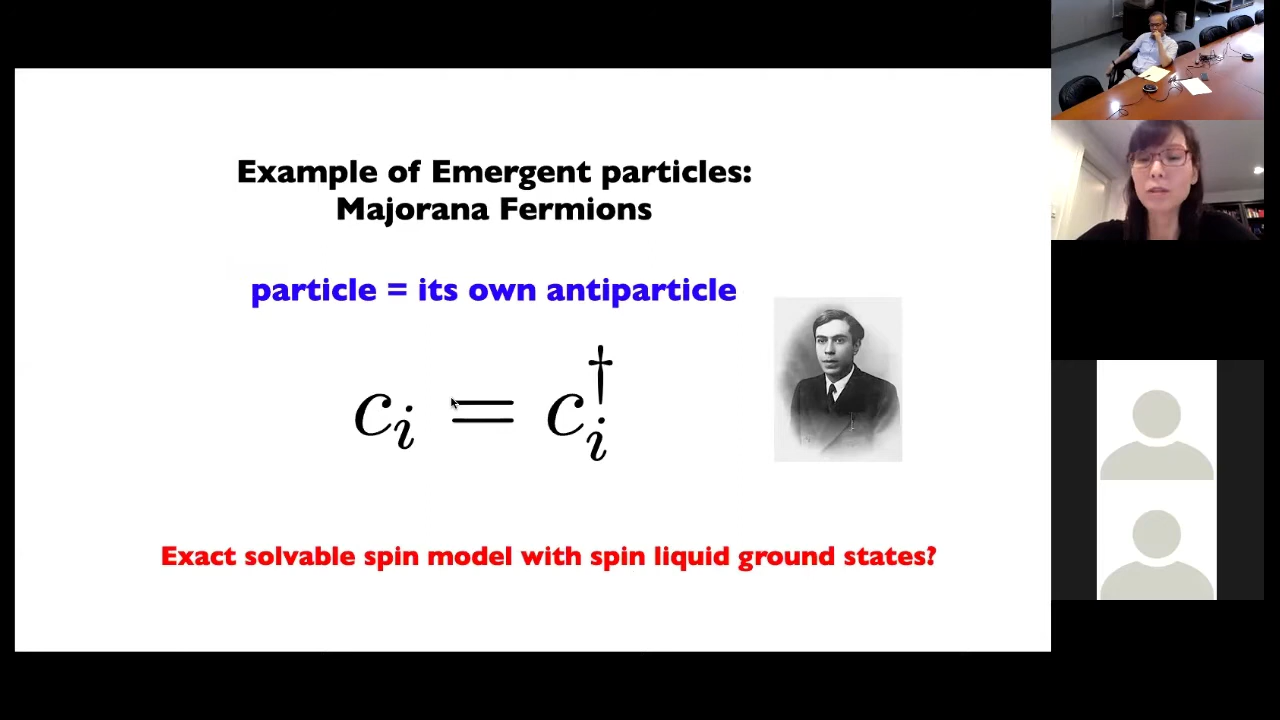 Example of Emergent particles:
Majorana Fermions
particle = its own antiparticle
c_i = c_i^†
Exact solvable spin model with spin liquid ground states?